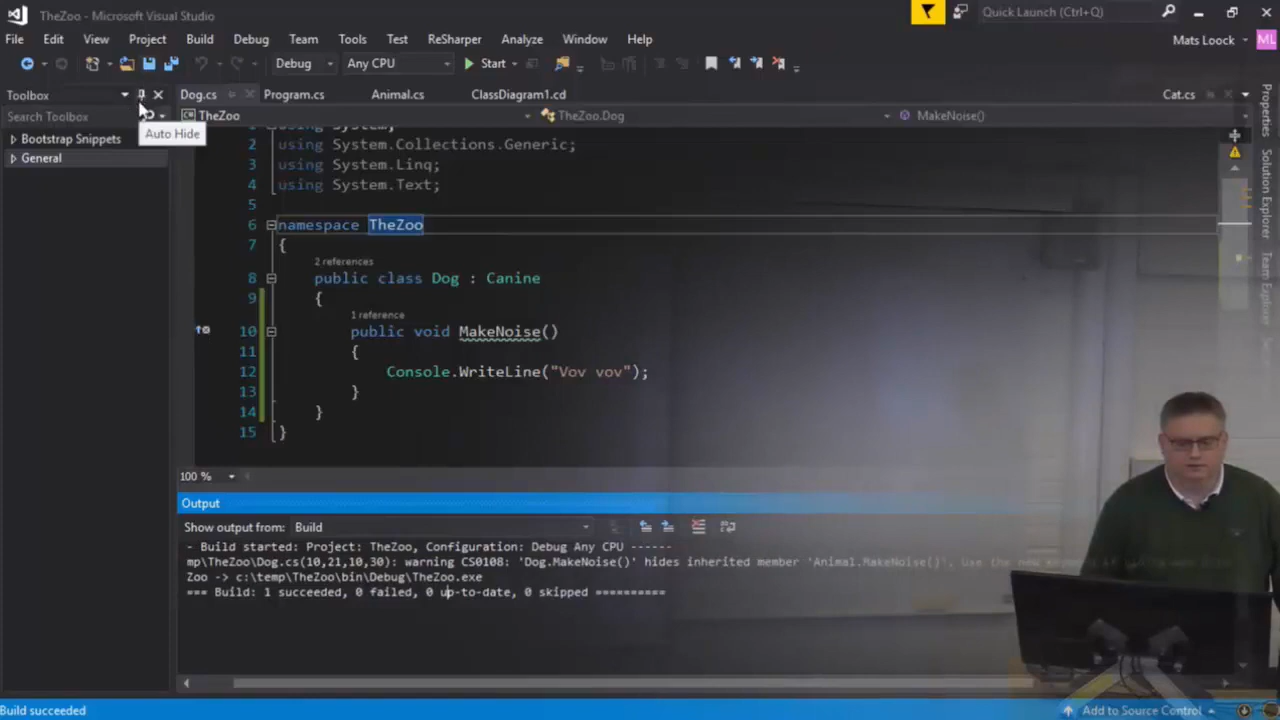 TheZoo - Microsoft Visual Studio
Quick Launch (Ctrl+Q)
File Edit View Project Build Debug Team Tools Test ReSharper Analyze Window Help
Mats Loock ML
Debug Any CPU Start
Toolbox
Dog.cs Program.cs Animal.cs ClassDiagram1.cd Cat.cs
Search Toolbox
TheZoo TheZoo.Dog MakeNoise()
Auto Hide
Bootstrap Snippets
General
Properties
Solution Explorer
Team Explorer
1 using System;
2 using System.Collections.Generic;
3 using System.Linq;
4 using System.Text;
5
6 namespace TheZoo
7 {
2 references
8 public class Dog : Canine
9 {
1 reference
10 public void MakeNoise()
11 {
12 Console.WriteLine("Vov vov");
13 }
14 }
15 }
100 %
Output
Show output from: Build
- Build started: Project: TheZoo, Configuration: Debug Any CPU ------
mp\TheZoo\Dog.cs(10,21,10,30): warning CS0108: 'Dog.MakeNoise()' hides inherited member 'Animal.MakeNoise()'. Use the new keyword if
Zoo -> c:\temp\TheZoo\bin\Debug\TheZoo.exe
=== Build: 1 succeeded, 0 failed, 0 up-to-date, 0 skipped ==========
Build succeeded
Add to Source Control